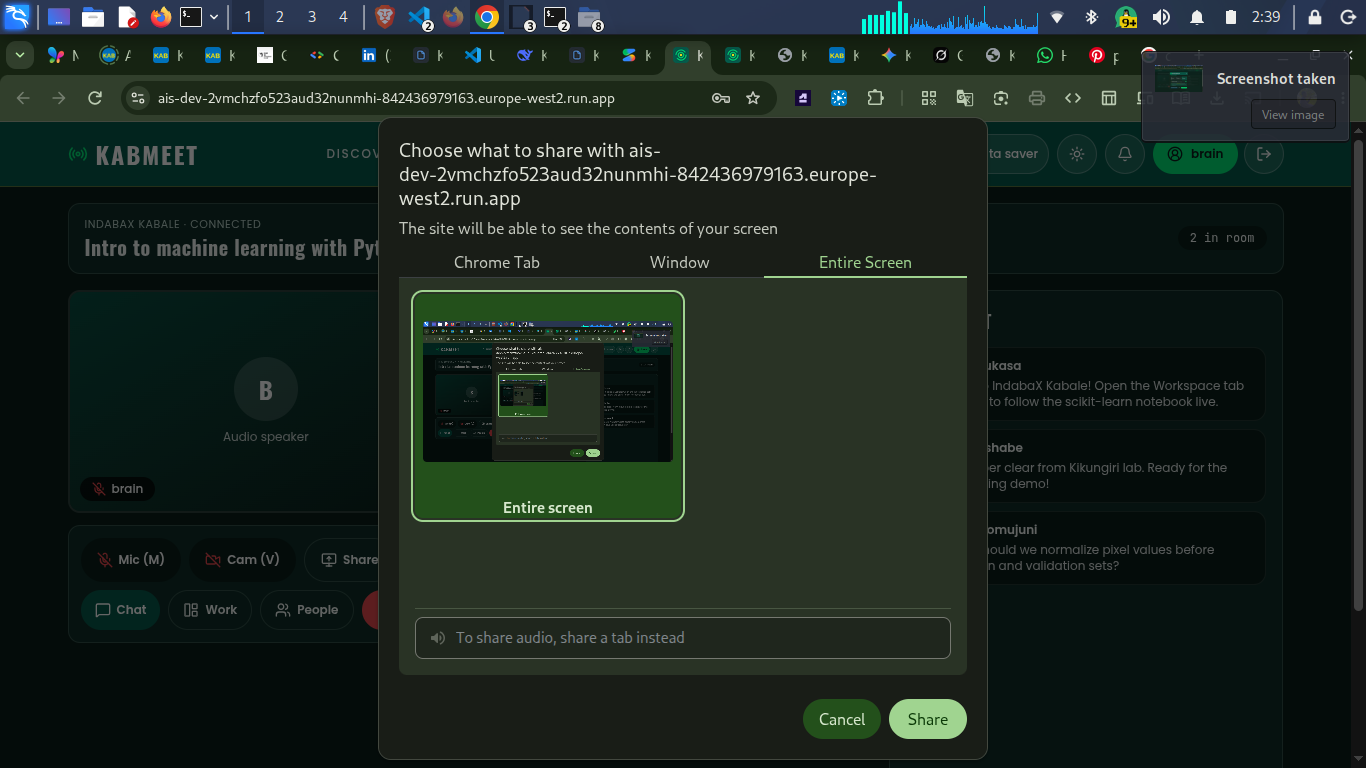 1
2
3
4
2
3
2
8
9+
2:39
ais-dev-2vmchzfo523aud32nunmhi-842436979163.europe-west2.run.app
Screenshot taken
View image
KABMEET
DISCOV
ta saver
brain
INDABAX KABALE · CONNECTED
Intro to machine learning with Pyt
2 in room
Choose what to share with ais-
dev-2vmchzfo523aud32nunmhi-842436979163.europe-
west2.run.app
The site will be able to see the contents of your screen
Chrome Tab
Window
Entire Screen
Entire screen
To share audio, share a tab instead
Cancel
Share
B
Audio speaker
brain
Mic (M)
Cam (V)
Share
Chat
Work
People
ukasa
IndabaX Kabale! Open the Workspace tab
to follow the scikit-learn notebook live.
shabe
er clear from Kikungiri lab. Ready for the
ing demo!
omujuni
ould we normalize pixel values before
n and validation sets?